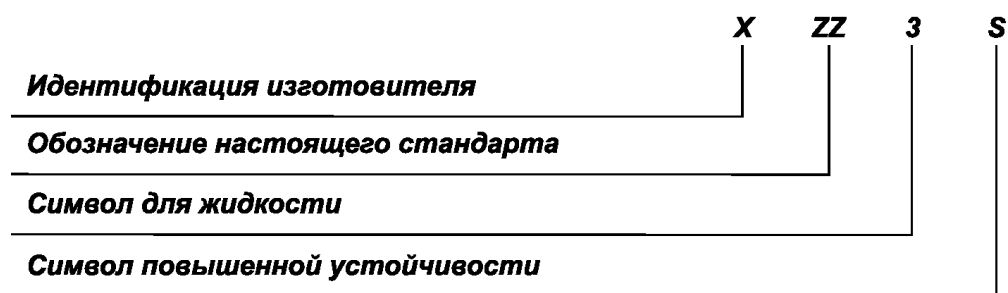 X ZZ 3 S
Идентификация изготовителя
Обозначение настоящего стандарта
Символ для жидкости
Символ повышенной устойчивости